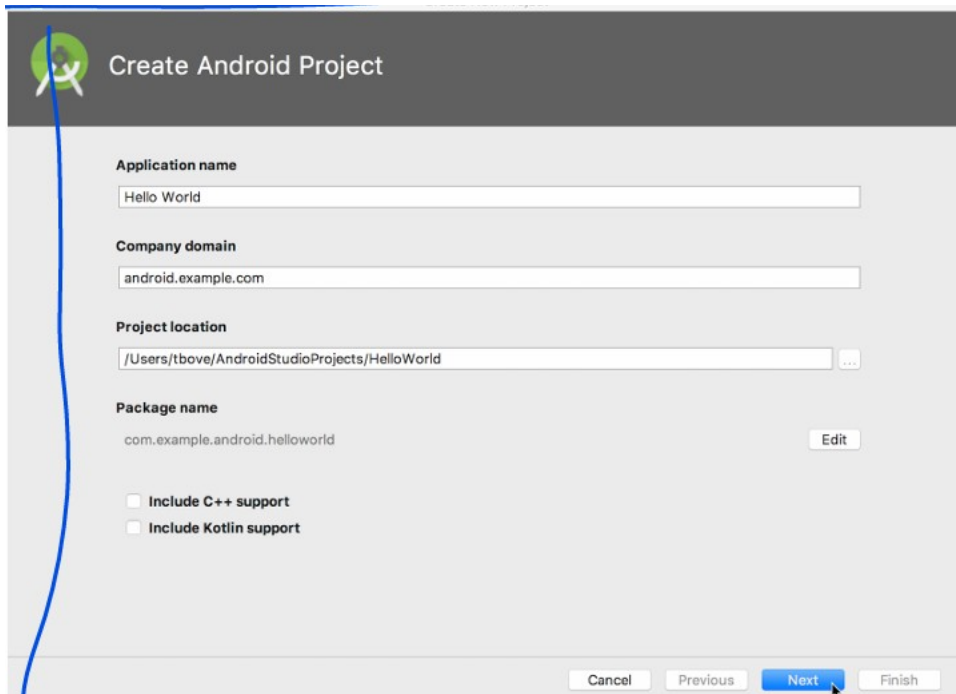 Create Android Project
Application name
Hello World
Company domain
android.example.com
Project location
/Users/tbove/AndroidStudioProjects/HelloWorld
...
Package name
com.example.android.helloworld
Edit
Include C++ support
Include Kotlin support
Cancel Previous Next Finish